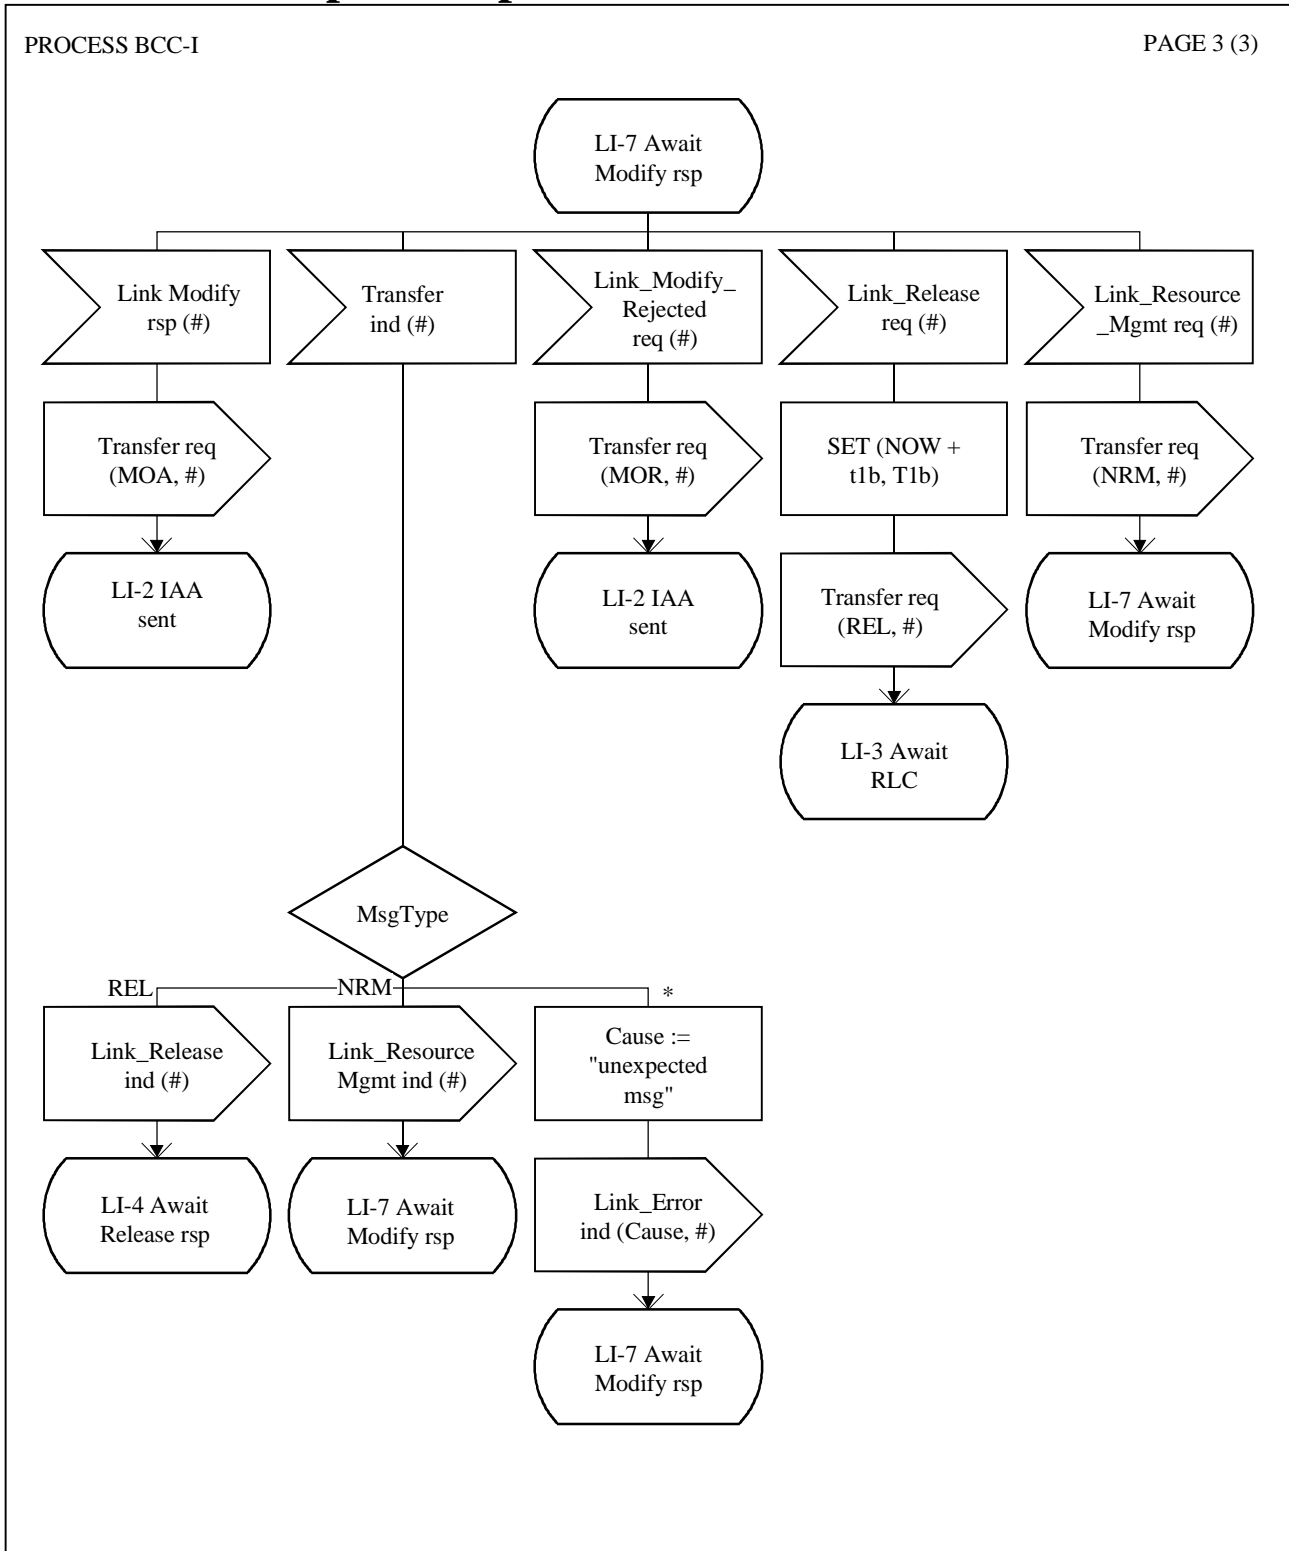 PROCESS BCC-I
PAGE 3 (3)
LI-7 Await
Modify rsp
Link Modify
rsp (#)
Transfer
ind (#)
Link_Modify_
Rejected
req (#)
Link_Release
req (#)
Link_Resource
_Mgmt req (#)
Transfer req
(MOA, #)
Transfer req
(MOR, #)
SET (NOW +
t1b, T1b)
Transfer req
(NRM, #)
LI-2 IAA
sent
LI-2 IAA
sent
Transfer req
(REL, #)
LI-7 Await
Modify rsp
LI-3 Await
RLC
MsgType
REL
NRM
*
Link_Release
ind (#)
Link_Resource
Mgmt ind (#)
Cause :=
"unexpected
msg"
LI-4 Await
Release rsp
LI-7 Await
Modify rsp
Link_Error
ind (Cause, #)
LI-7 Await
Modify rsp